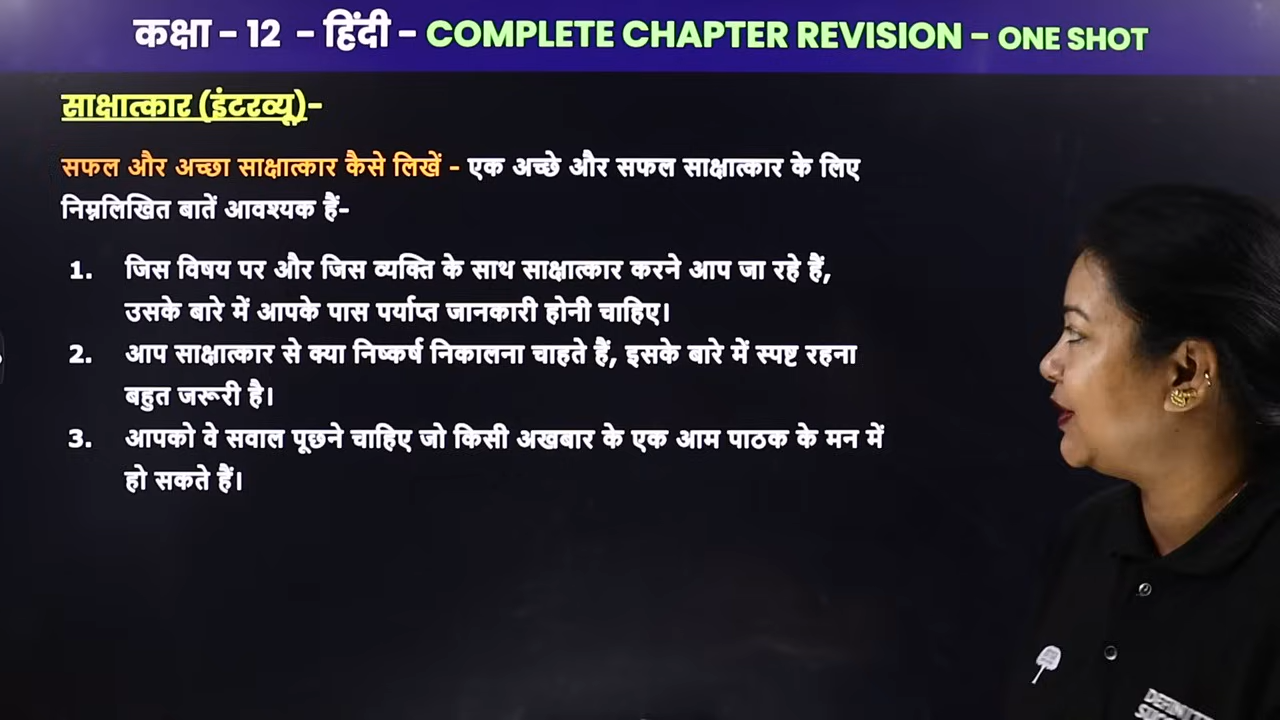 कक्षा – 12 – हिंदी – COMPLETE CHAPTER REVISION – ONE SHOT
साक्षात्कार (इंटरव्यू)-
सफल और अच्छा साक्षात्कार कैसे लिखें - एक अच्छे और सफल साक्षात्कार के लिए
निम्नलिखित बातें आवश्यक हैं-
1. जिस विषय पर और जिस व्यक्ति के साथ साक्षात्कार करने आप जा रहे हैं,
उसके बारे में आपके पास पर्याप्त जानकारी होनी चाहिए।
2. आप साक्षात्कार से क्या निष्कर्ष निकालना चाहते हैं, इसके बारे में स्पष्ट रहना
बहुत जरूरी है।
3. आपको वे सवाल पूछने चाहिए जो किसी अखबार के एक आम पाठक के मन में
हो सकते हैं।